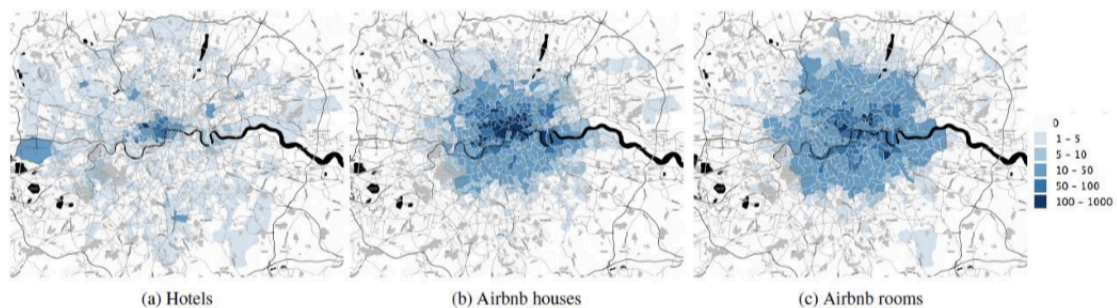 0
1 – 5
5 – 10
10 – 50
50 – 100
100 – 1000
(a) Hotels
(b) Airbnb houses
(c) Airbnb rooms